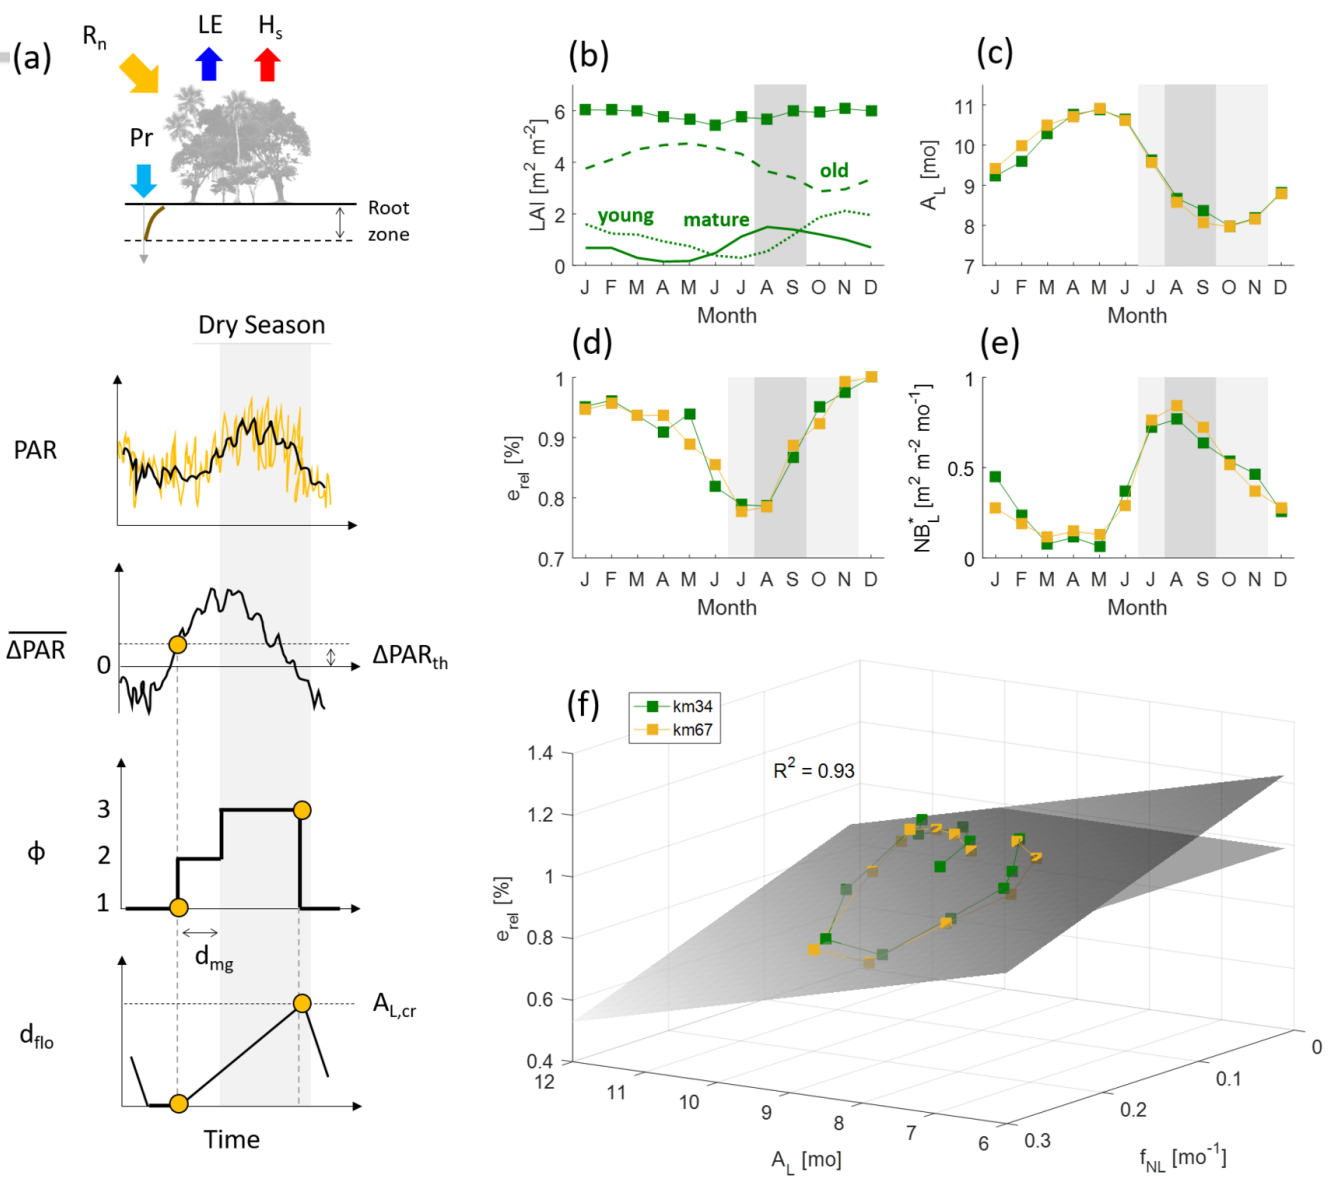 (a)
Rn
LE
Hs
Pr
Root
zone
Dry Season
PAR
ΔPAR
0
ΔPARth
ϕ
3
2
1
dmg
dflo
AL,cr
Time
(b)
LAI [m2 m-2]
6
4
2
0
old
young
mature
J F M A M J J A S O N D
Month
(c)
AL [mo]
11
10
9
8
7
J F M A M J J A S O N D
Month
(d)
erel [%]
1
0.9
0.8
0.7
J F M A M J J A S O N D
Month
(e)
NBL* [m2 m-2 mo-1]
1
0.5
0
J F M A M J J A S O N D
Month
(f)
km34
km67
R2 = 0.93
erel [%]
1.4
1.2
1
0.8
0.6
0.4
12
11
10
9
8
7
6
AL [mo]
0
0.1
0.2
0.3
fNL [mo-1]